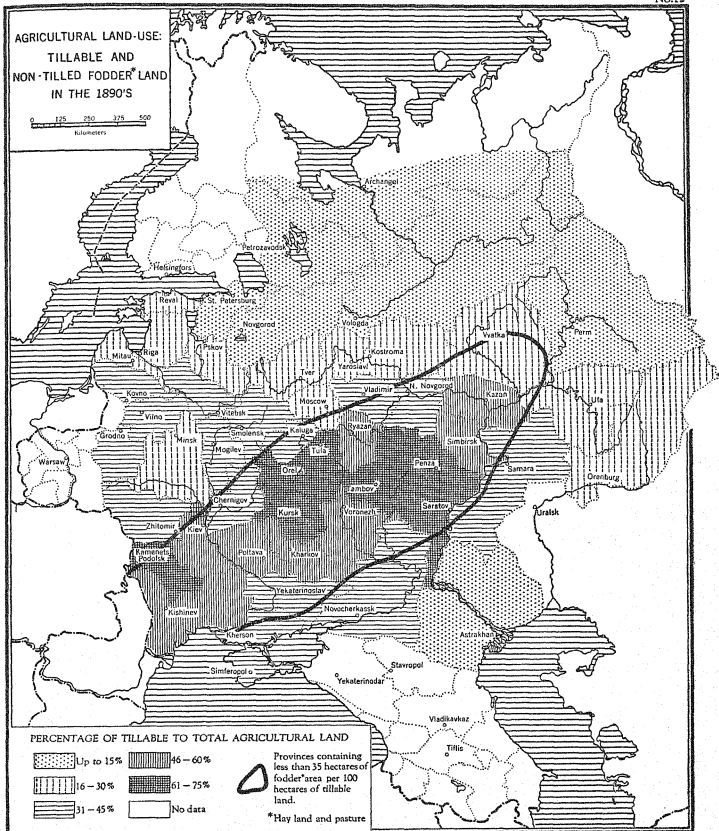 AGRICULTURAL LAND-USE:
TILLABLE AND
NON-TILLED FODDER* LAND
IN THE 1890'S
0 125 250 375 500
Kilometers
Archangel
Petrozavodsk
Helsingfors
Reval
St. Petersburg
Novgorod
Vologda
Vyatka
Perm
Pskov
Kostroma
Mitau
Riga
Yaroslavl
Tver
Vladimir
N. Novgorod
Kazan
Ufa
Kovno
Moscow
Vilno
Vitebsk
Smolensk
Kaluga
Ryazan
Grodno
Minsk
Mogilev
Tula
Simbirsk
Warsaw
Orel
Penza
Samara
Orenburg
Tambov
Chernigov
Kursk
Voronezh
Saratov
Uralsk
Zhitomir
Kiev
Kamenets
Podolsk
Poltava
Kharkov
Yekaterinoslav
Kishinev
Novocherkassk
Kherson
Astrakhan
Simferopol
Stavropol
Yekaterinodar
Vladikavkaz
Tiflis
PERCENTAGE OF TILLABLE TO TOTAL AGRICULTURAL LAND
Up to 15%
46 – 60%
16 – 30%
61 – 75%
31 – 45%
No data
Provinces containing
less than 35 hectares of
fodder* area per 100
hectares of tillable
land.
*Hay land and pasture